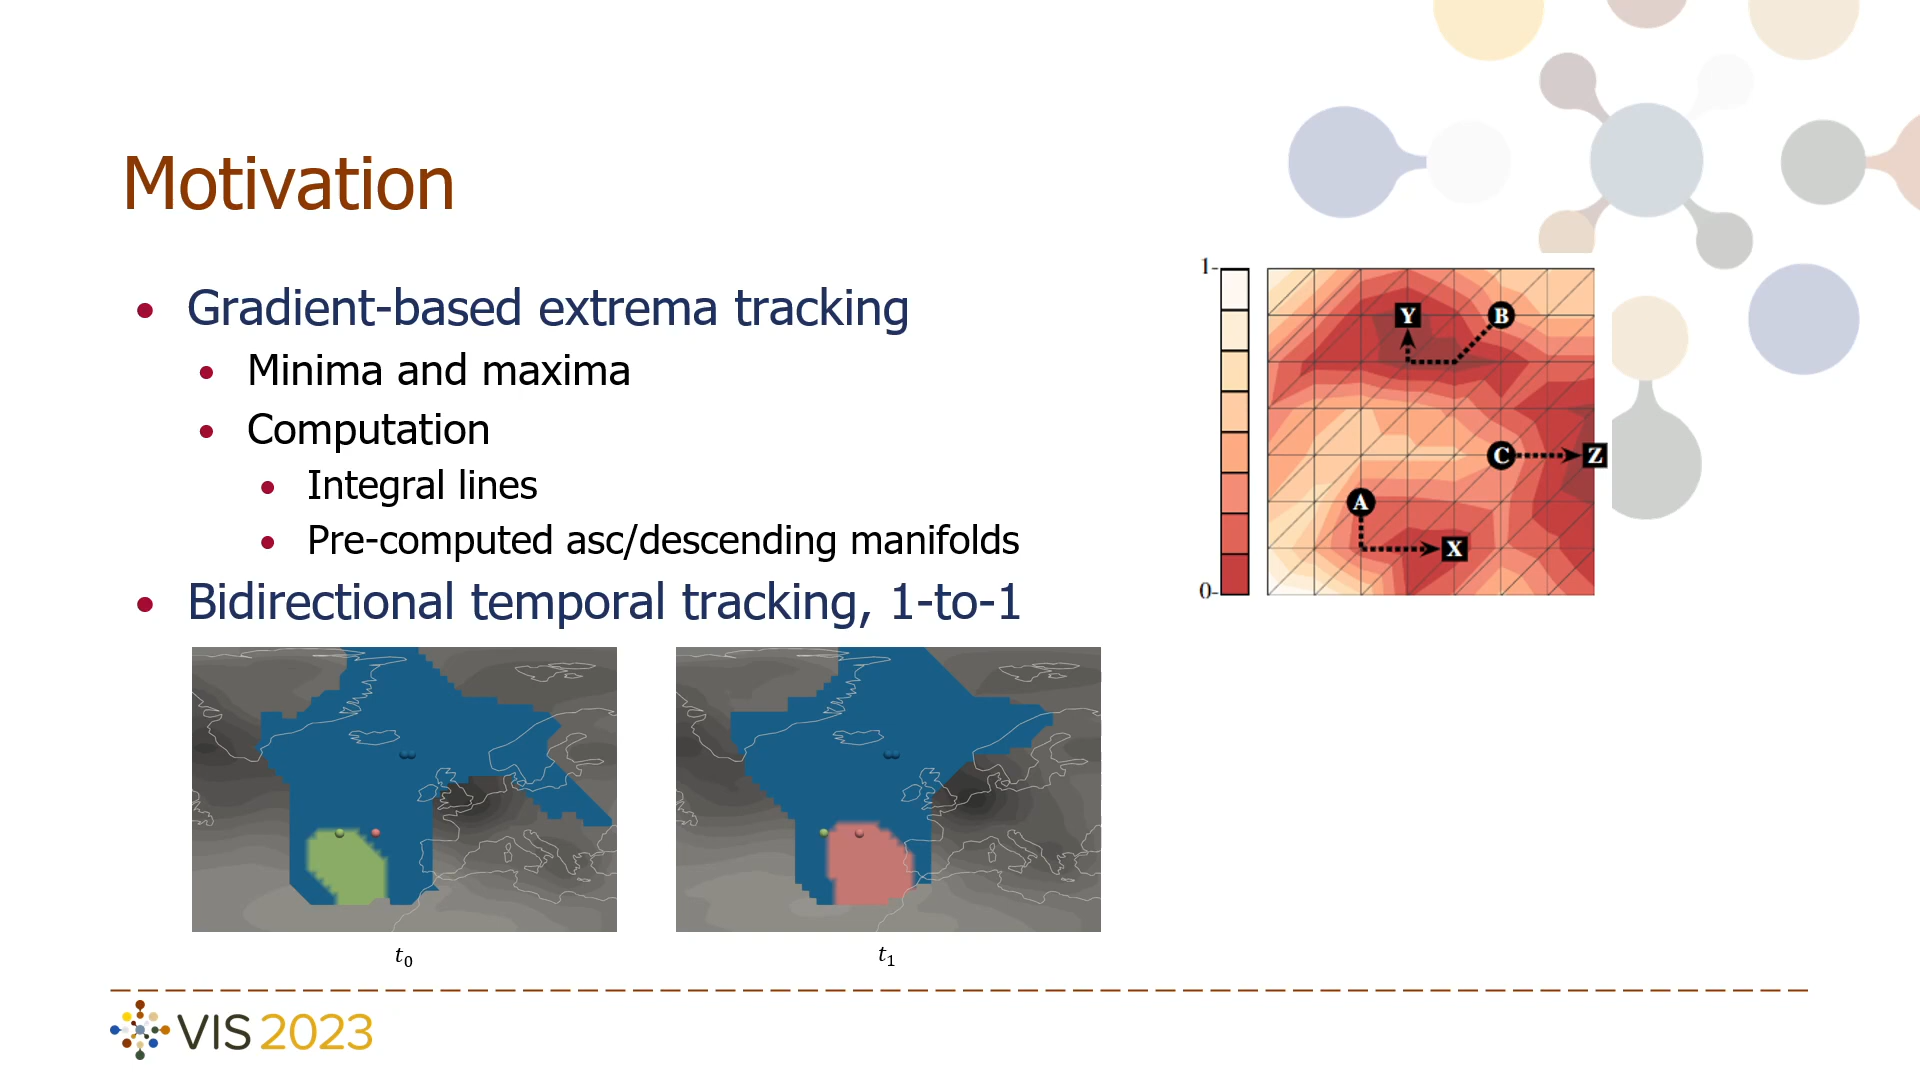 Motivation
Gradient-based extrema tracking
Minima and maxima
Computation
Integral lines
Pre-computed asc/descending manifolds
Bidirectional temporal tracking, 1-to-1
1-
0-
Y
B
C
Z
A
X
t₀
t₁
VIS 2023